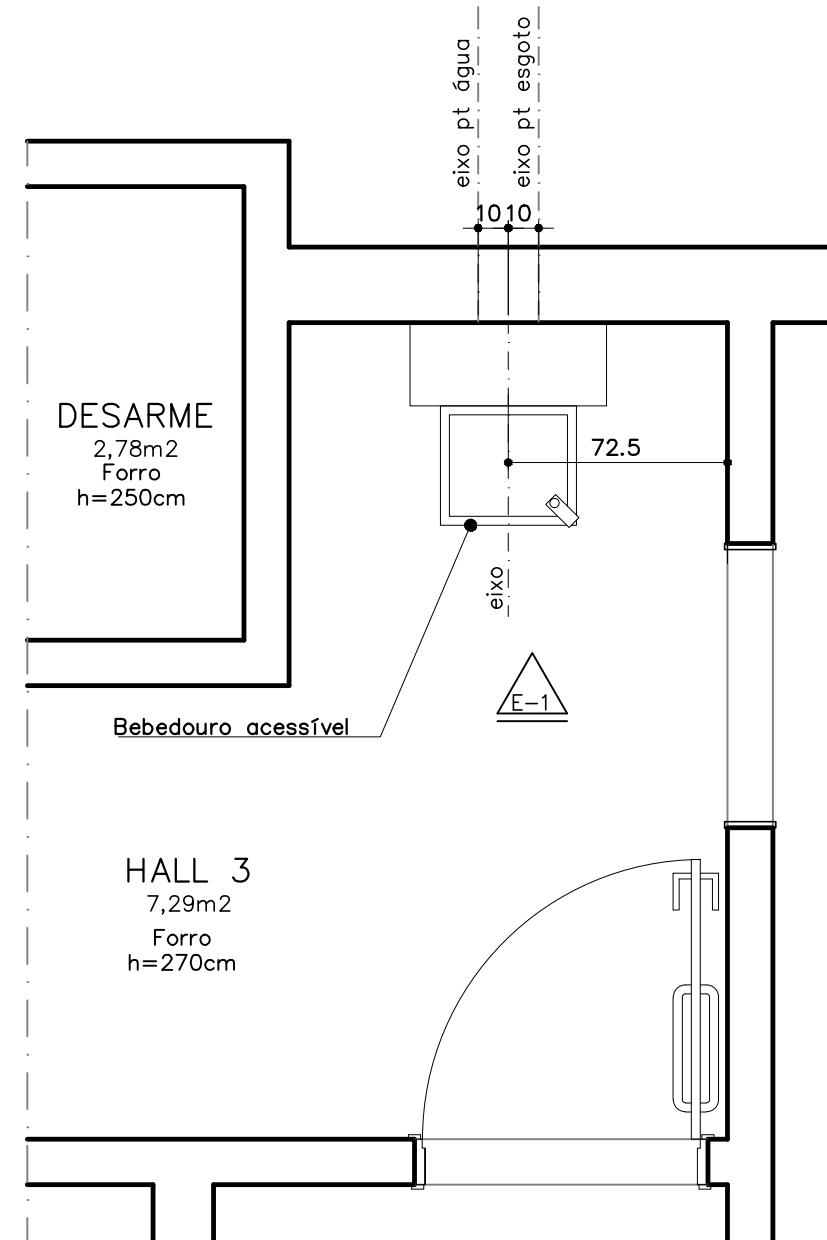 eixo pt água
eixo pt esgoto
10 10
DESARME
2,78m2
Forro
h=250cm
72.5
eixo
E-1
Bebedouro acessível
HALL 3
7,29m2
Forro
h=270cm